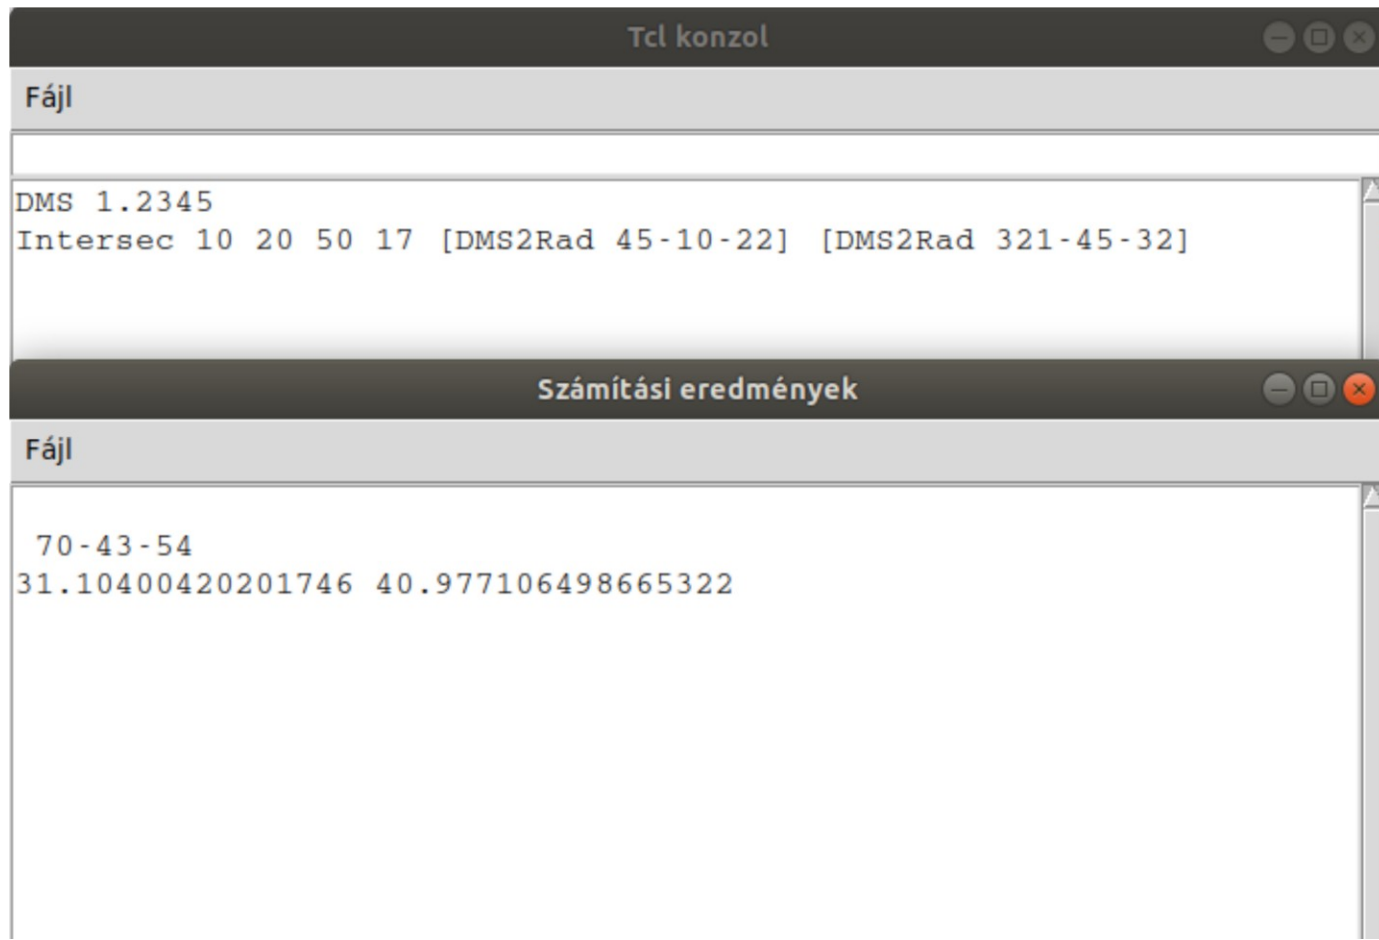 Tcl konzol
Fájl
DMS 1.2345
Intersec 10 20 50 17 [DMS2Rad 45-10-22] [DMS2Rad 321-45-32]
Számítási eredmények
Fájl
70-43-54
31.10400420201746 40.977106498665322